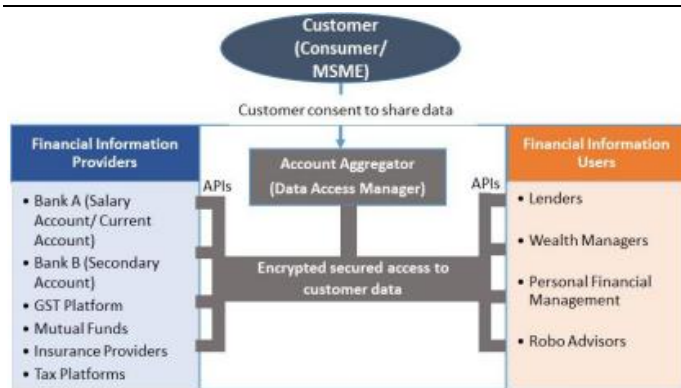 Customer
(Consumer/
MSME)
Customer consent to share data
Financial Information
Providers
• Bank A (Salary
Account/ Current
Account)
• Bank B (Secondary
Account)
• GST Platform
• Mutual Funds
• Insurance Providers
• Tax Platforms
APIs
Account Aggregator
(Data Access Manager)
Encrypted secured access to
customer data
APIs
Financial Information
Users
• Lenders
• Wealth Managers
• Personal Financial
Management
• Robo Advisors